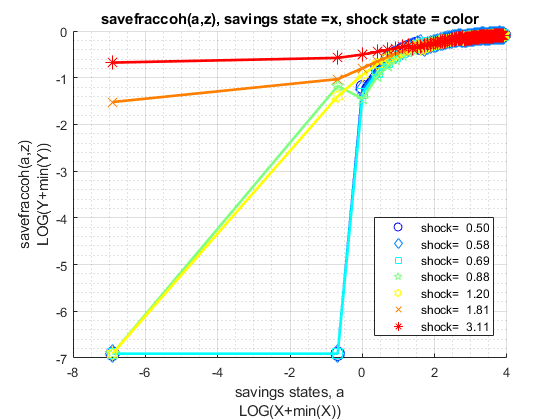 savefraccoh(a,z), savings state =x, shock state = color
savefraccoh(a,z)
LOG(Y+min(Y))
0
-1
-2
-3
-4
-5
-6
-7
-8
-6
-4
-2
0
2
4
savings states, a
LOG(X+min(X))
shock= 0.50
shock= 0.58
shock= 0.69
shock= 0.88
shock= 1.20
shock= 1.81
shock= 3.11